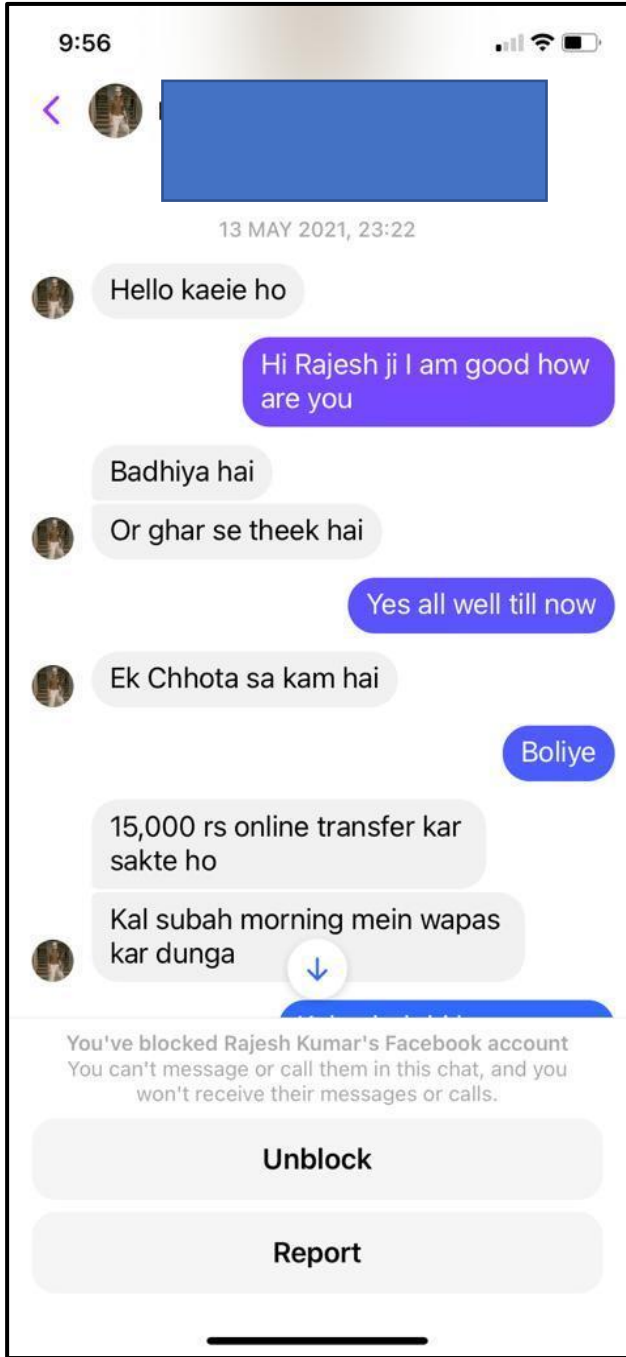 9:56
13 MAY 2021, 23:22
Hello kaeie ho
Hi Rajesh ji I am good how
are you
Badhiya hai
Or ghar se theek hai
Yes all well till now
Ek Chhota sa kam hai
Boliye
15,000 rs online transfer kar
sakte ho
Kal subah morning mein wapas
kar dunga
You've blocked Rajesh Kumar's Facebook account
You can't message or call them in this chat, and you
won't receive their messages or calls.
Unblock
Report